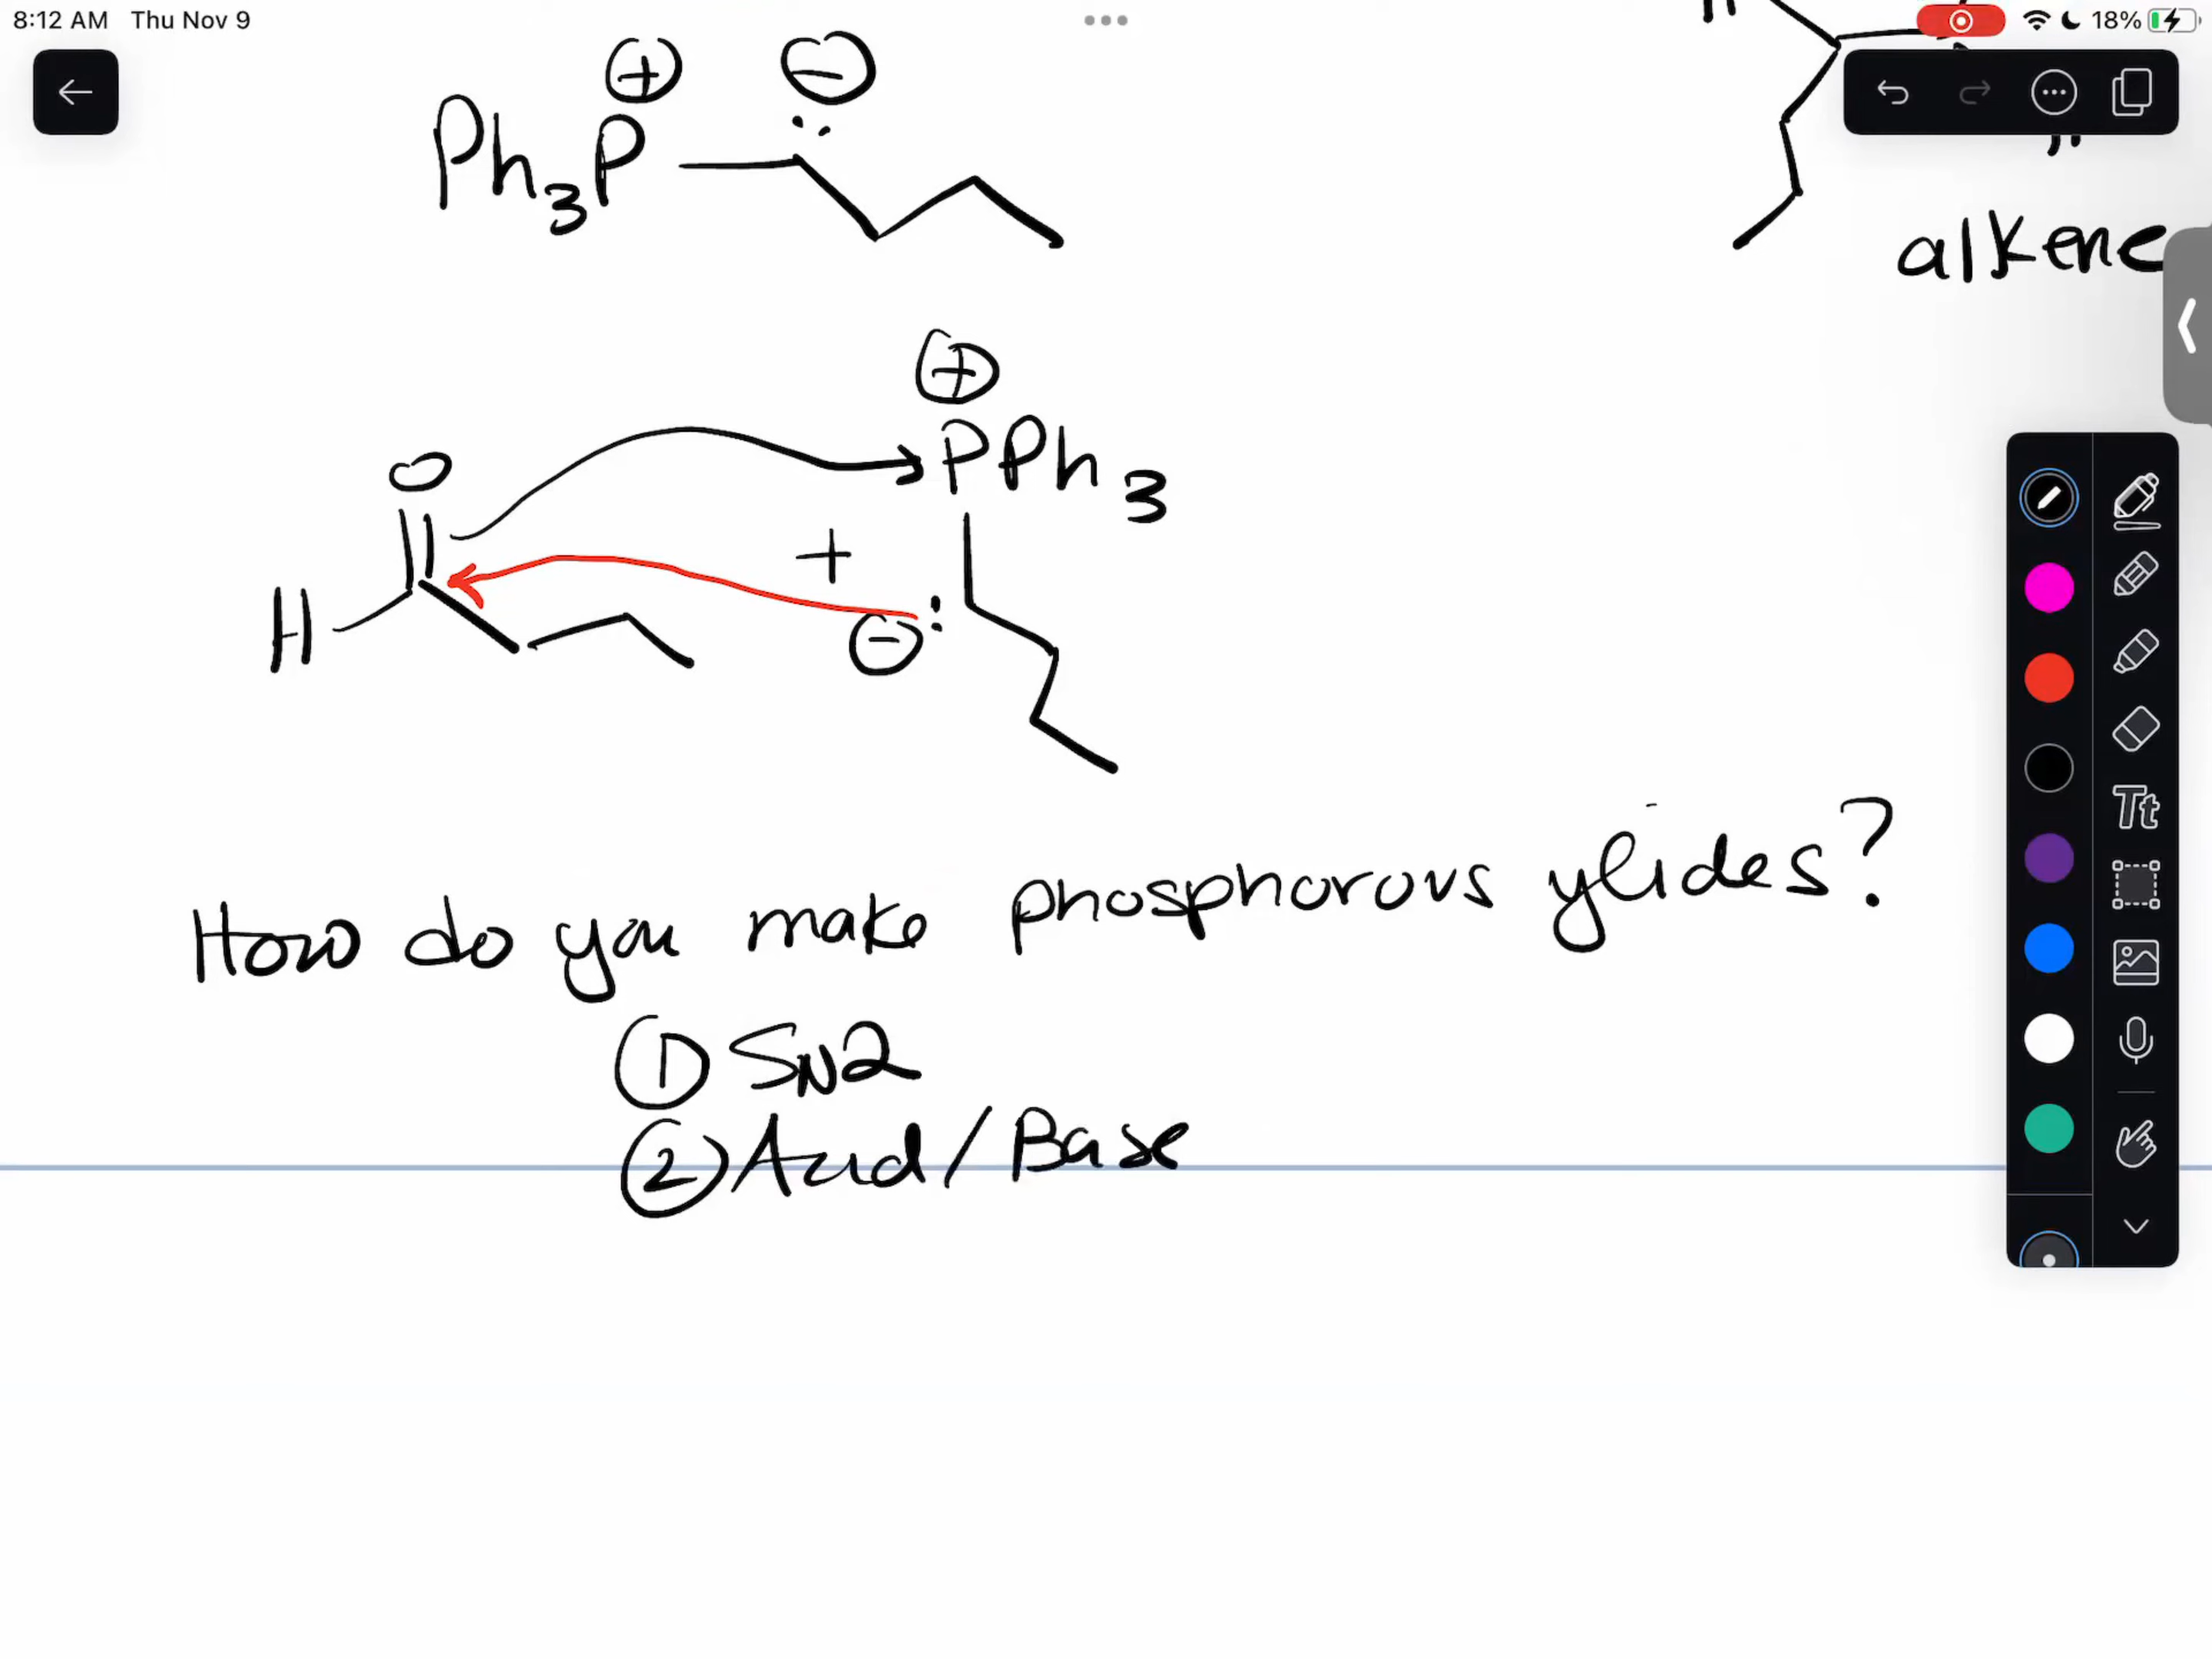 8:12 AM Thu Nov 9
18%
⊕ ⊖
Ph₃P
alkene
⊕
O
PPh₃
+
H
⊖
Tt
How do you make phosphorous ylides?
① SN2
② Acid/Base